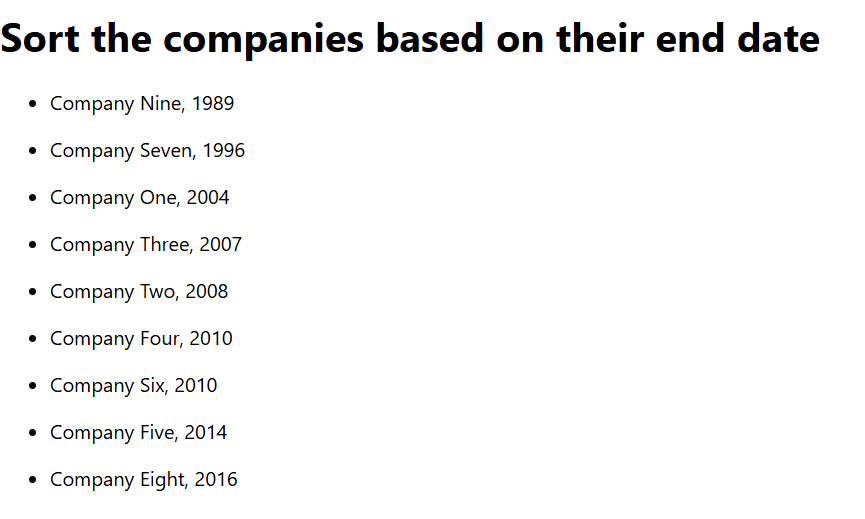 Sort the companies based on their end date
Company Nine, 1989
Company Seven, 1996
Company One, 2004
Company Three, 2007
Company Two, 2008
Company Four, 2010
Company Six, 2010
Company Five, 2014
Company Eight, 2016